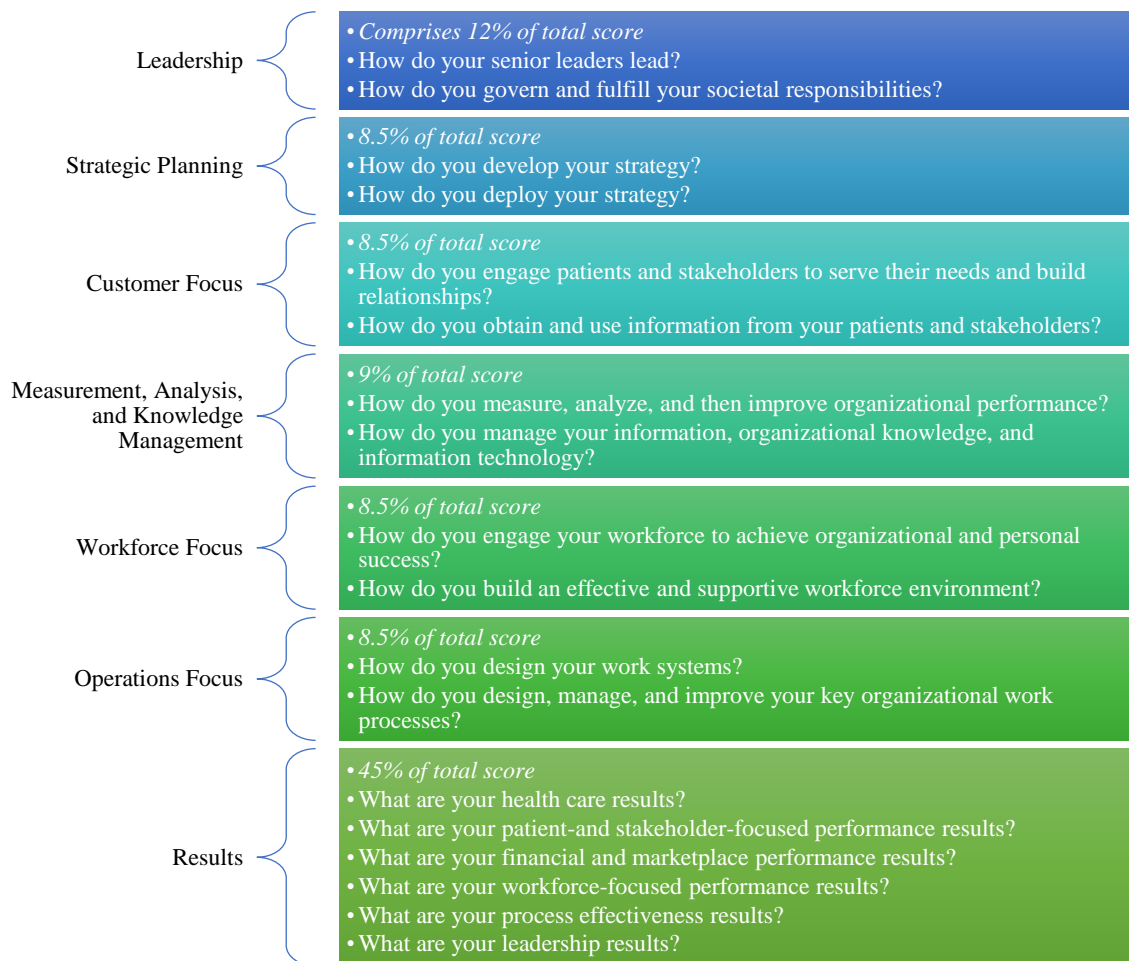 Leadership
• Comprises 12% of total score
• How do your senior leaders lead?
• How do you govern and fulfill your societal responsibilities?
Strategic Planning
• 8.5% of total score
• How do you develop your strategy?
• How do you deploy your strategy?
Customer Focus
• 8.5% of total score
• How do you engage patients and stakeholders to serve their needs and build
relationships?
• How do you obtain and use information from your patients and stakeholders?
Measurement, Analysis,
and Knowledge
Management
• 9% of total score
• How do you measure, analyze, and then improve organizational performance?
• How do you manage your information, organizational knowledge, and
information technology?
Workforce Focus
• 8.5% of total score
• How do you engage your workforce to achieve organizational and personal
success?
• How do you build an effective and supportive workforce environment?
Operations Focus
• 8.5% of total score
• How do you design your work systems?
• How do you design, manage, and improve your key organizational work
processes?
Results
• 45% of total score
• What are your health care results?
• What are your patient-and stakeholder-focused performance results?
• What are your financial and marketplace performance results?
• What are your workforce-focused performance results?
• What are your process effectiveness results?
• What are your leadership results?